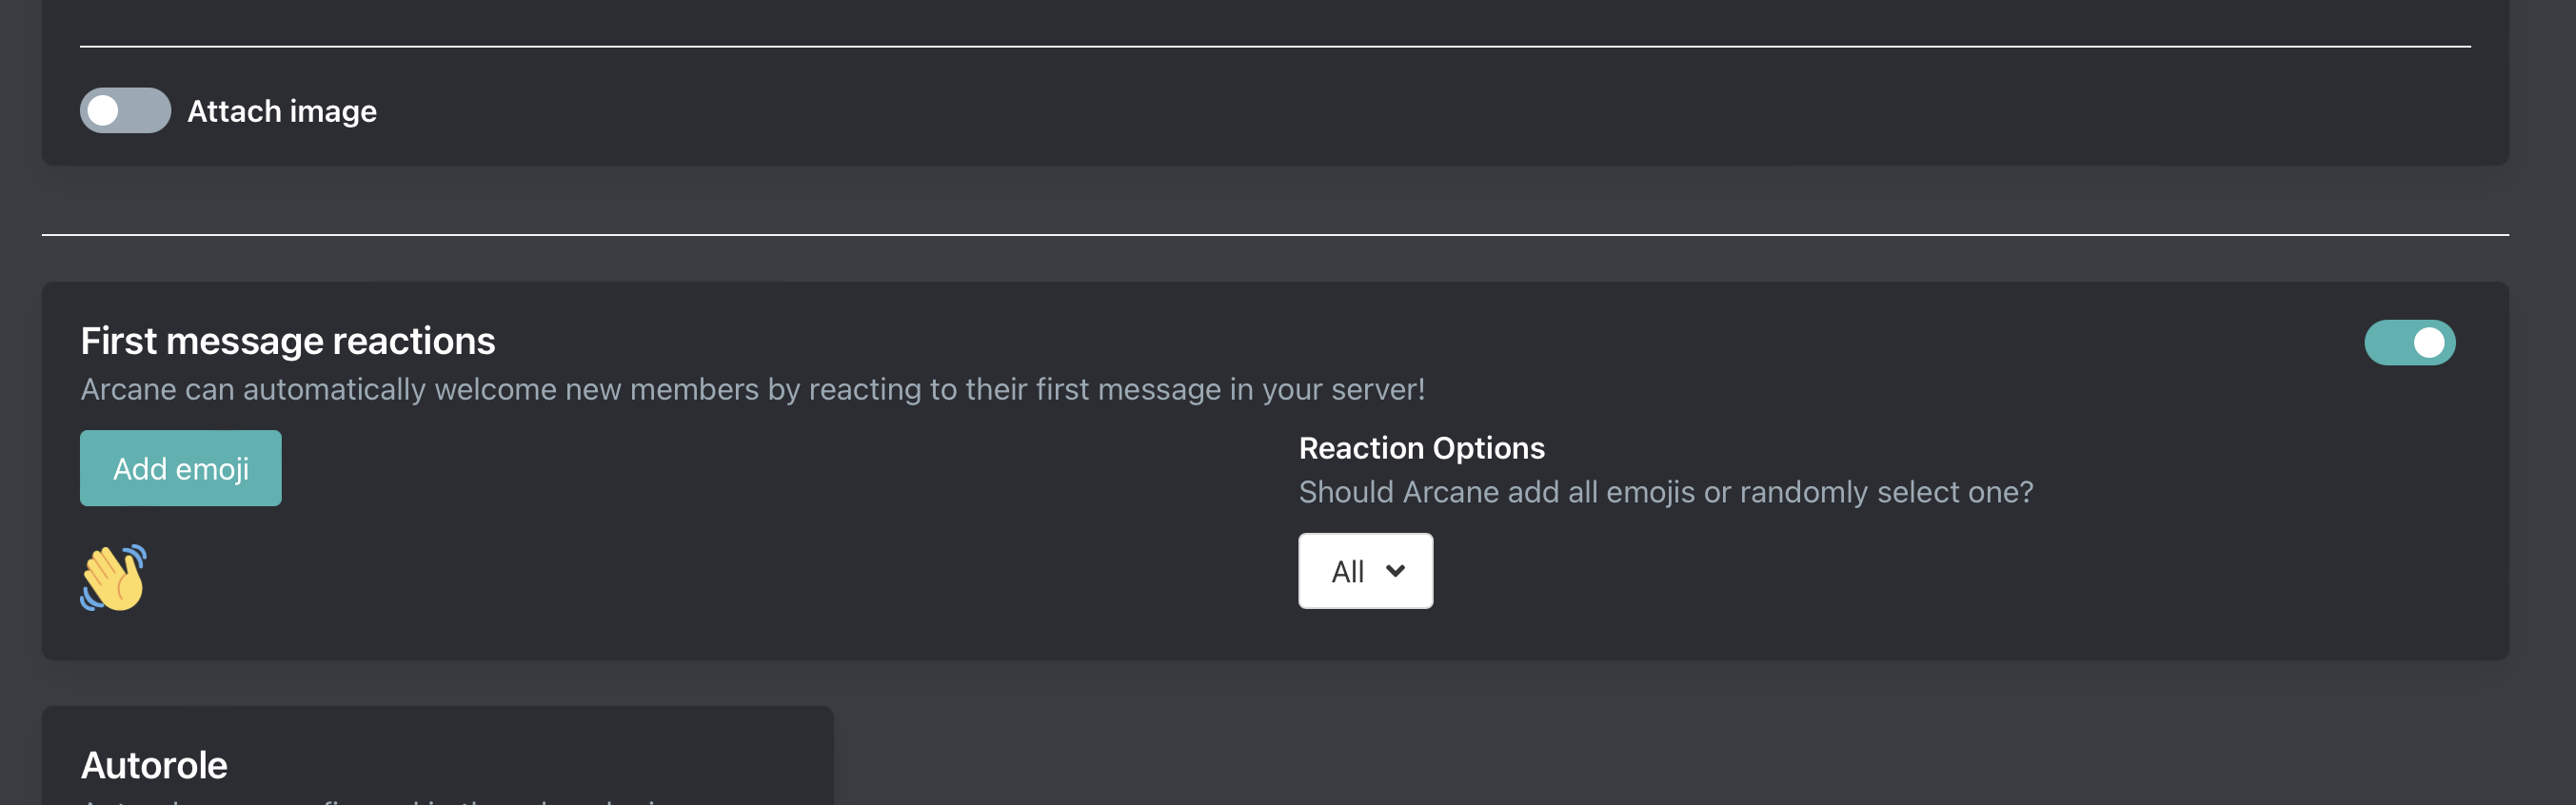 Attach image
First message reactions
Arcane can automatically welcome new members by reacting to their first message in your server!
Add emoji
Reaction Options
Should Arcane add all emojis or randomly select one?
All
Autorole